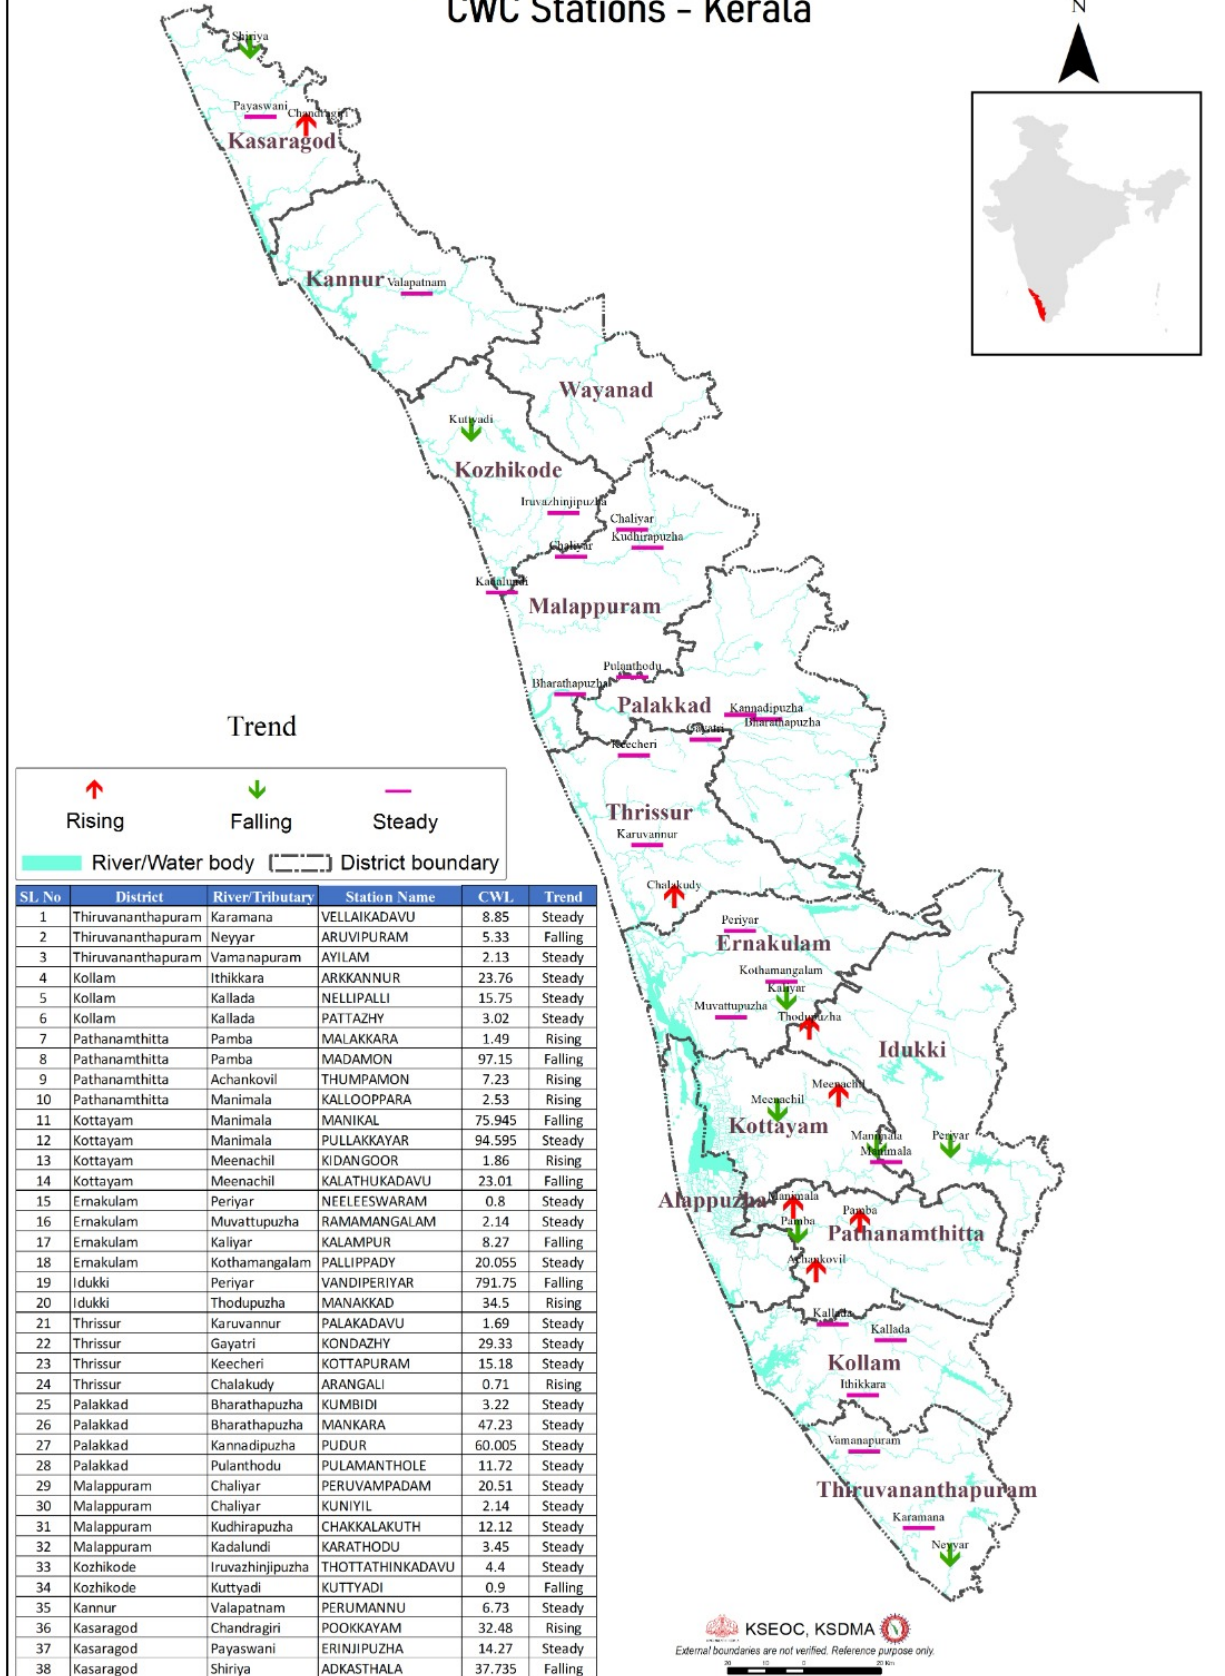 CWC Stations - Kerala
N
Shiriya
Payaswani
Chandragiri
Kasaragod
Kannur
Valapatnam
Wayanad
Kuttyadi
Kozhikode
Iruvazhinjipuzha
Chaliyar
Kudhirapuzha
Chaliyar
Kadalundi
Malappuram
Pulanthodu
Bharathapuzha
Palakkad
Kannadipuzha
Bharathapuzha
Gayatri
Keecheri
Thrissur
Karuvannur
Chalakudy
Periyar
Ernakulam
Kothamangalam
Kaliyar
Muvattupuzha
Thodupuzha
Idukki
Meenachil
Meenachil
Kottayam
Manimala
Periyar
Manimala
Alappuzha
Manimala
Pamba
Pamba
Pathanamthitta
Achankovil
Kallada
Kallada
Kollam
Ithikkara
Vamanapuram
Thiruvananthapuram
Karamana
Neyyar
Trend
Rising Falling Steady
River/Water body District boundary
SL No District River/Tributary Station Name CWL Trend
1 Thiruvananthapuram Karamana VELLAIKADAVU 8.85 Steady
2 Thiruvananthapuram Neyyar ARUVIPURAM 5.33 Falling
3 Thiruvananthapuram Vamanapuram AYILAM 2.13 Steady
4 Kollam Ithikkara ARKKANNUR 23.76 Steady
5 Kollam Kallada NELLIPALLI 15.75 Steady
6 Kollam Kallada PATTAZHY 3.02 Steady
7 Pathanamthitta Pamba MALAKKARA 1.49 Rising
8 Pathanamthitta Pamba MADAMON 97.15 Falling
9 Pathanamthitta Achankovil THUMPAMON 7.23 Rising
10 Pathanamthitta Manimala KALLOOPPARA 2.53 Rising
11 Kottayam Manimala MANIKAL 75.945 Falling
12 Kottayam Manimala PULLAKKAYAR 94.595 Steady
13 Kottayam Meenachil KIDANGOOR 1.86 Rising
14 Kottayam Meenachil KALATHUKADAVU 23.01 Falling
15 Ernakulam Periyar NEELEESWARAM 0.8 Steady
16 Ernakulam Muvattupuzha RAMAMANGALAM 2.14 Steady
17 Ernakulam Kaliyar KALAMPUR 8.27 Falling
18 Ernakulam Kothamangalam PALLIPPADY 20.055 Steady
19 Idukki Periyar VANDIPERIYAR 791.75 Falling
20 Idukki Thodupuzha MANAKKAD 34.5 Rising
21 Thrissur Karuvannur PALAKADAVU 1.69 Steady
22 Thrissur Gayatri KONDAZHY 29.33 Steady
23 Thrissur Keecheri KOTTAPURAM 15.18 Steady
24 Thrissur Chalakudy ARANGALI 0.71 Rising
25 Palakkad Bharathapuzha KUMBIDI 3.22 Steady
26 Palakkad Bharathapuzha MANKARA 47.23 Steady
27 Palakkad Kannadipuzha PUDUR 60.005 Steady
28 Palakkad Pulanthodu PULAMANTHOLE 11.72 Steady
29 Malappuram Chaliyar PERUVAMPADAM 20.51 Steady
30 Malappuram Chaliyar KUNIYIL 2.14 Steady
31 Malappuram Kudhirapuzha CHAKKALAKUTH 12.12 Steady
32 Malappuram Kadalundi KARATHODU 3.45 Steady
33 Kozhikode Iruvazhinjipuzha THOTTATHINKADAVU 4.4 Steady
34 Kozhikode Kuttyadi KUTTYADI 0.9 Falling
35 Kannur Valapatnam PERUMANNU 6.73 Steady
36 Kasaragod Chandragiri POOKKAYAM 32.48 Rising
37 Kasaragod Payaswani ERINJIPUZHA 14.27 Steady
38 Kasaragod Shiriya ADKASTHALA 37.735 Falling
KSEOC, KSDMA
External boundaries are not verified. Reference purpose only.
20 10 0 20 Km